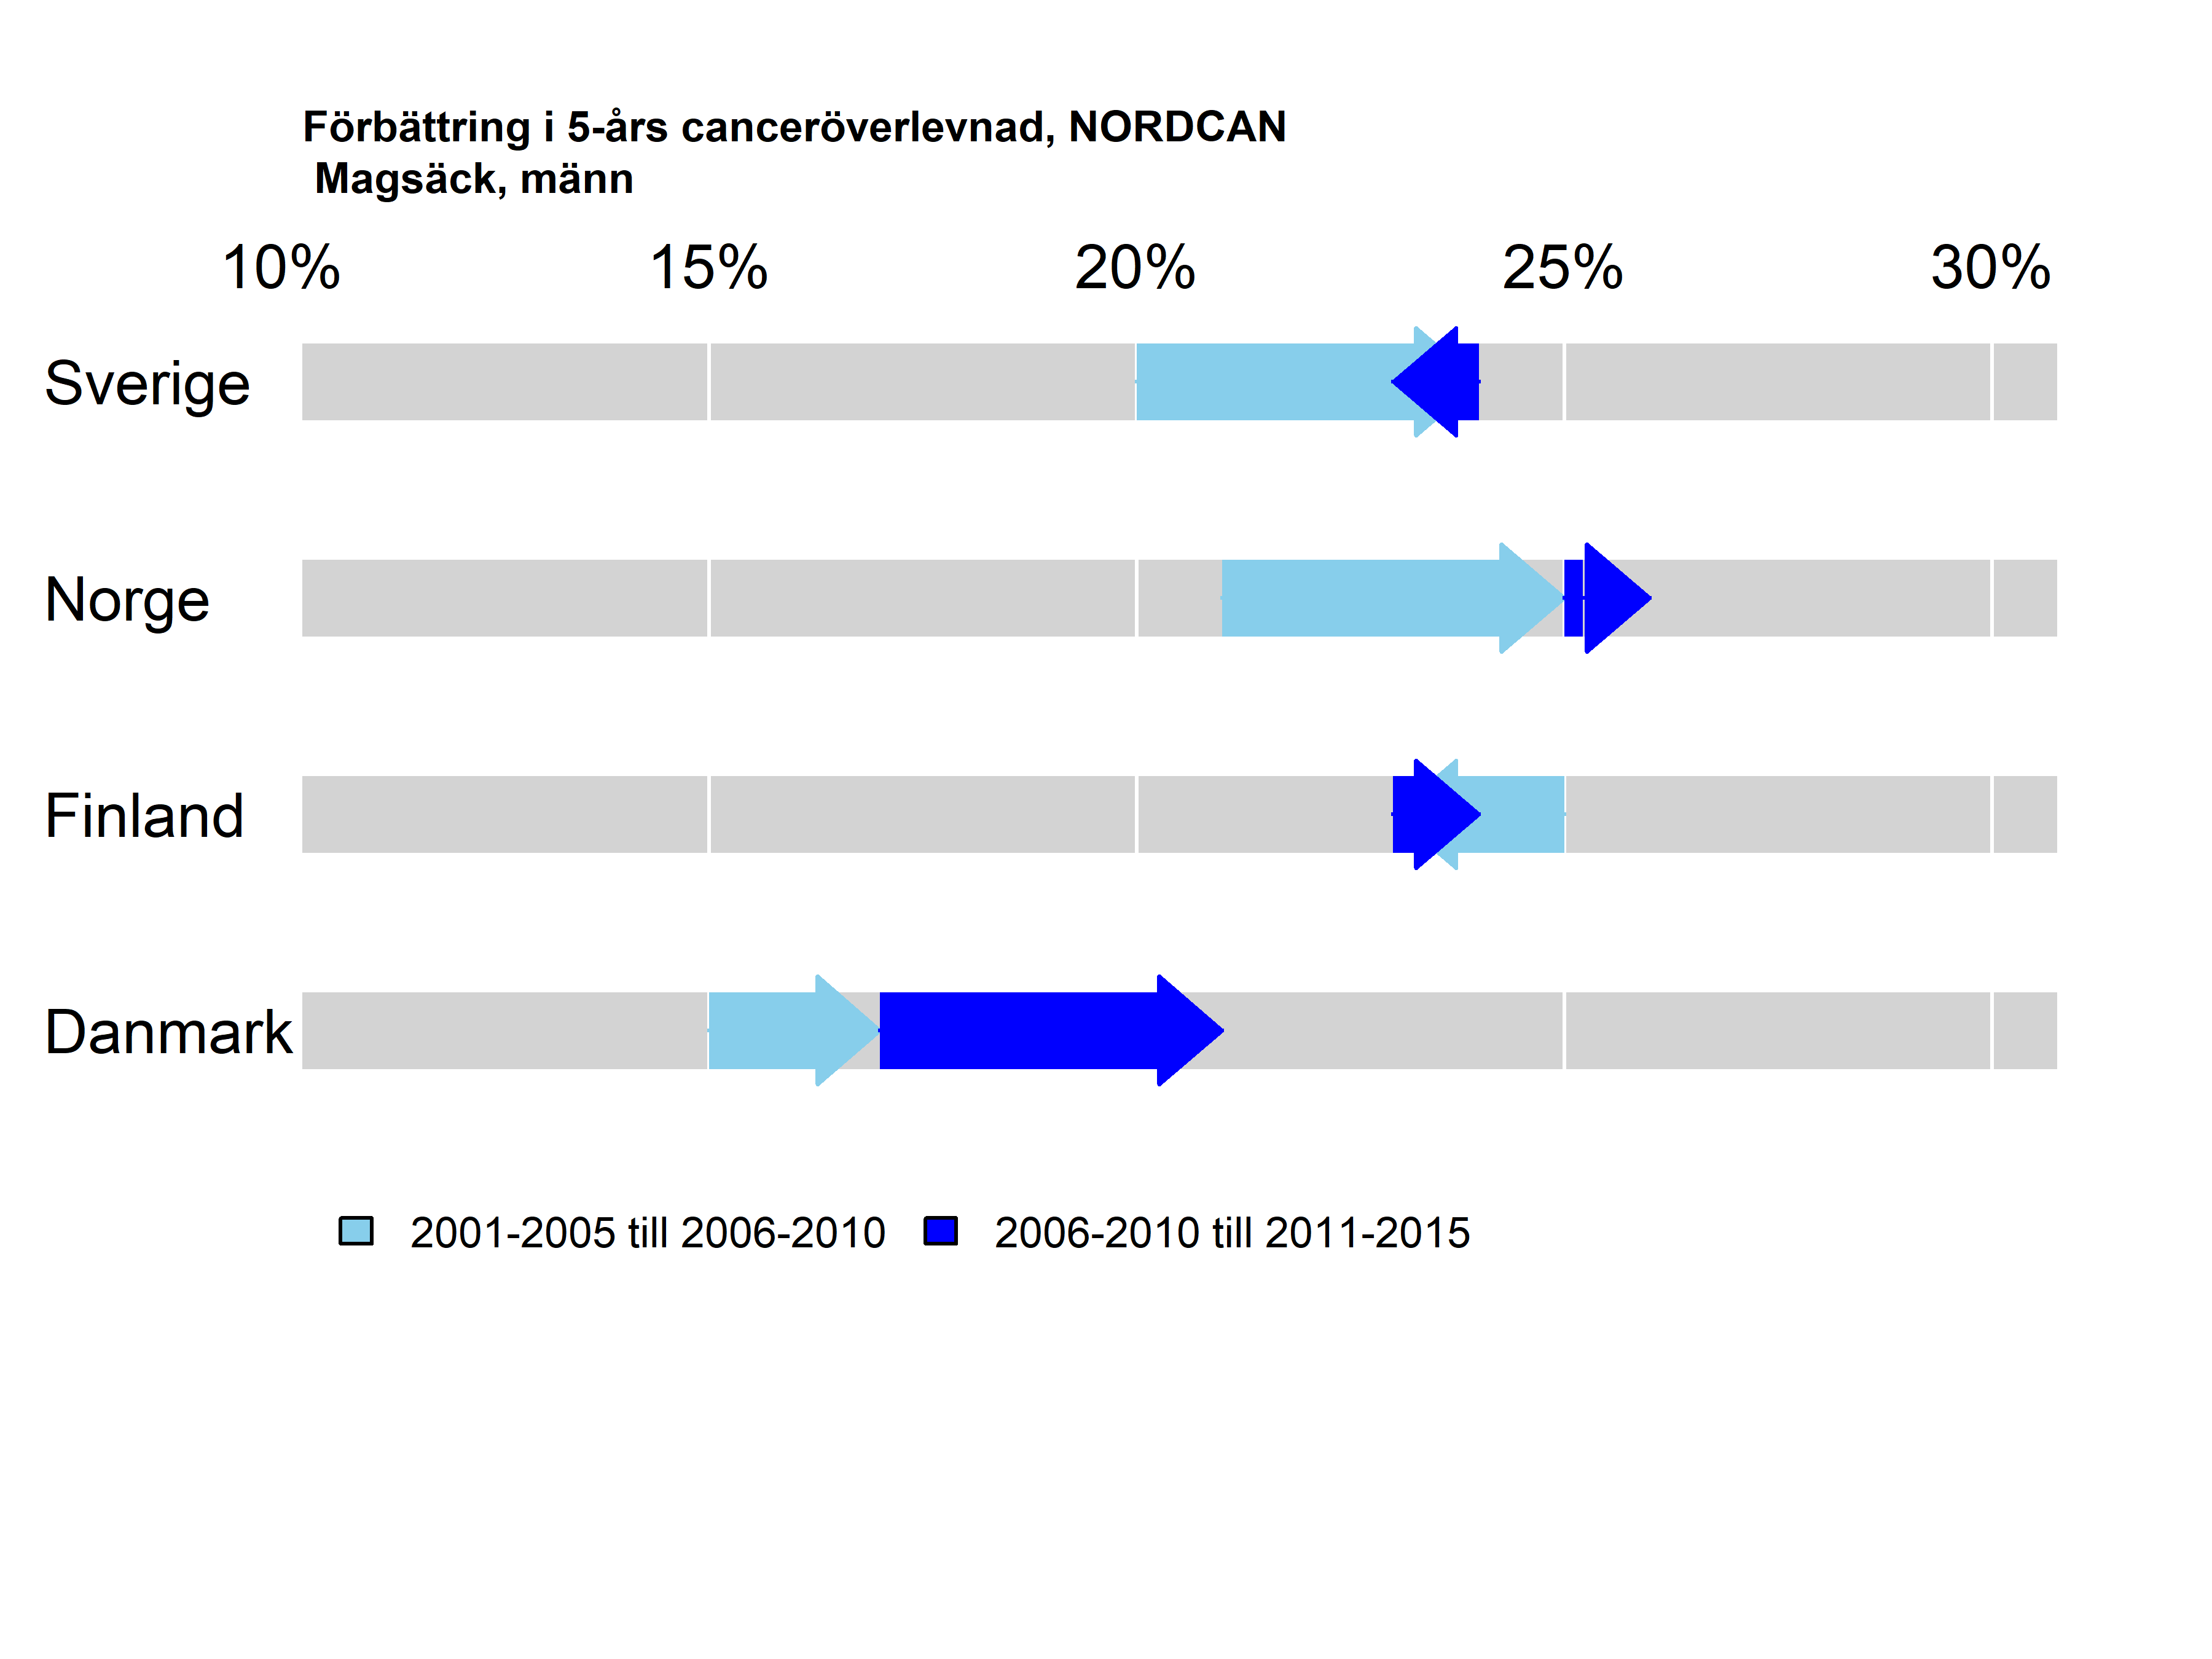 Förbättring i 5-års canceröverlevnad, NORDCAN
Magsäck, männ
10% 15% 20% 25% 30%
Sverige
Norge
Finland
Danmark
2001-2005 till 2006-2010 2006-2010 till 2011-2015